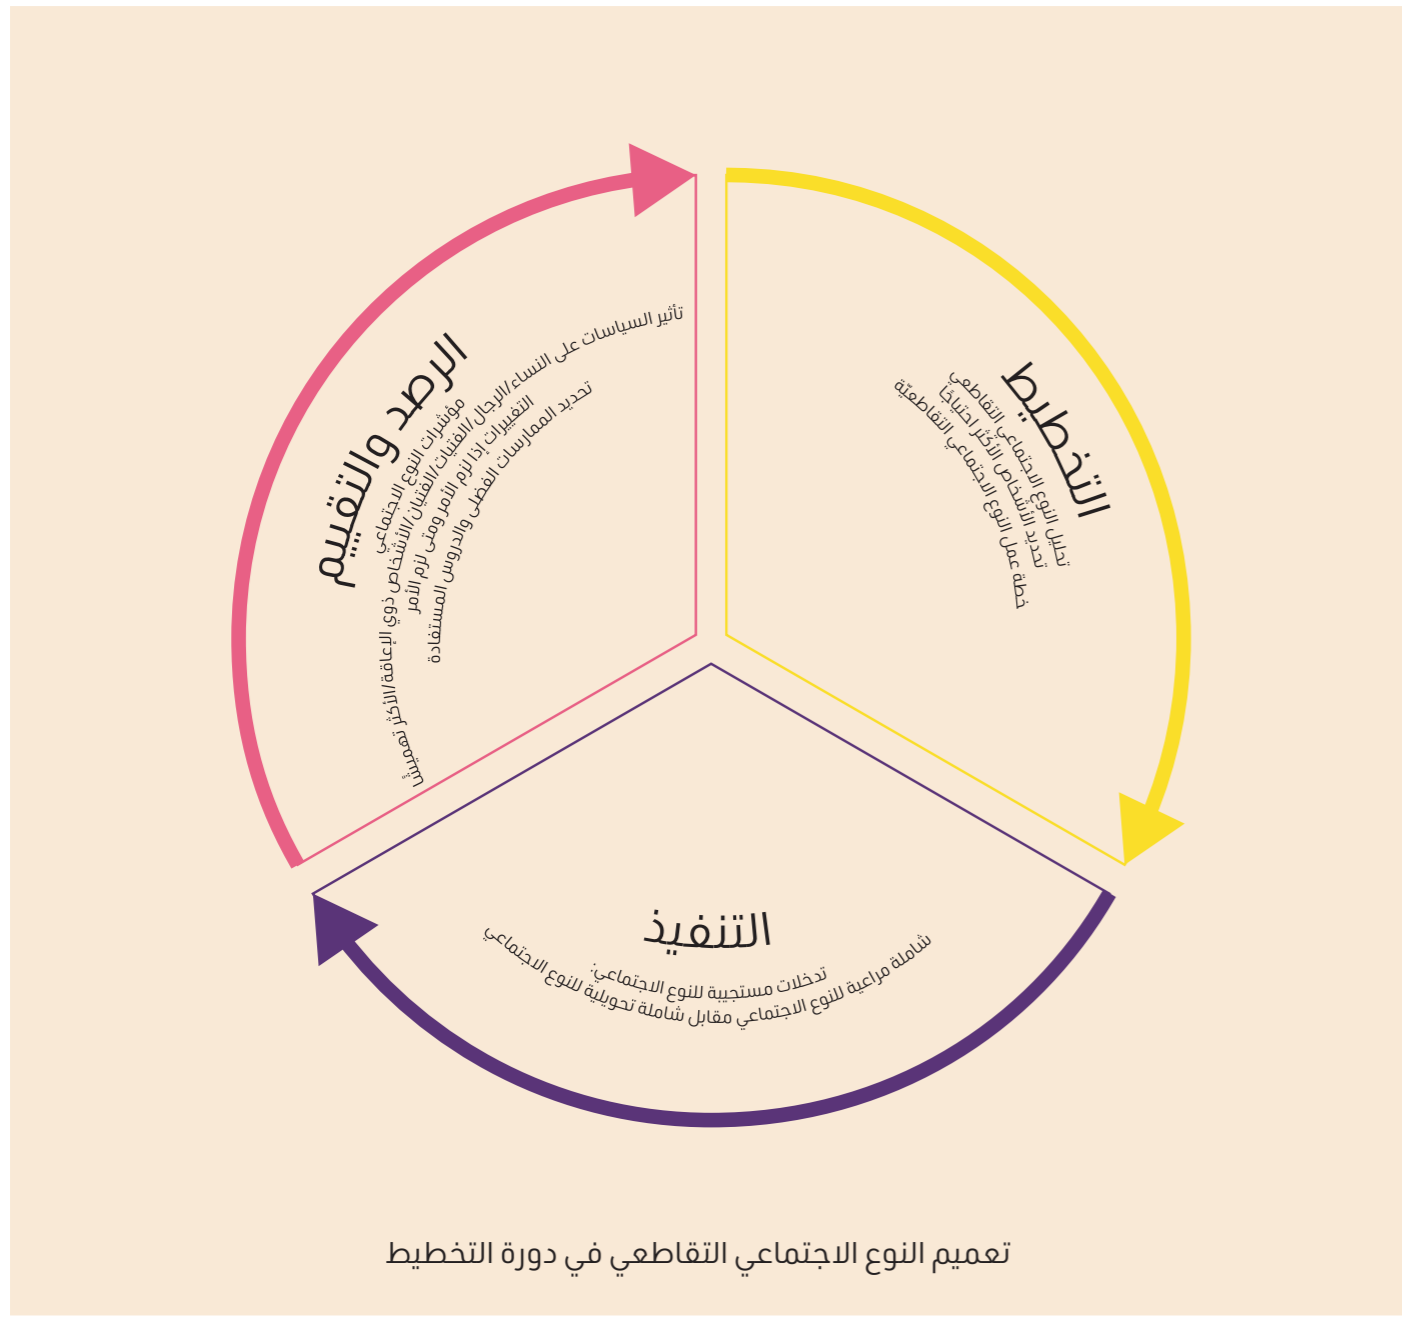 التخطيط
تحليل النوع الاجتماعي التقاطعي
تحديد الأشخاص الأكثر احتياجًا
خطة عمل النوع الاجتماعي التقاطعيّة
التنفيذ
تدخلات مستجيبة للنوع الاجتماعي:
شاملة مراعية للنوع الاجتماعي مقابل شاملة تحويلية للنوع الاجتماعي
الرصد والتقييم
مؤشرات النوع الاجتماعي
تأثير السياسات على النساء/الرجال/الفتيات/الفتيان/الأشخاص ذوي الإعاقة/الأكثر تهميشًا
التغييرات إذا لزم الأمر ومتى لزم الأمر
تحديد الممارسات الفضلى والدروس المستفادة
تعميم النوع الاجتماعي التقاطعي في دورة التخطيط